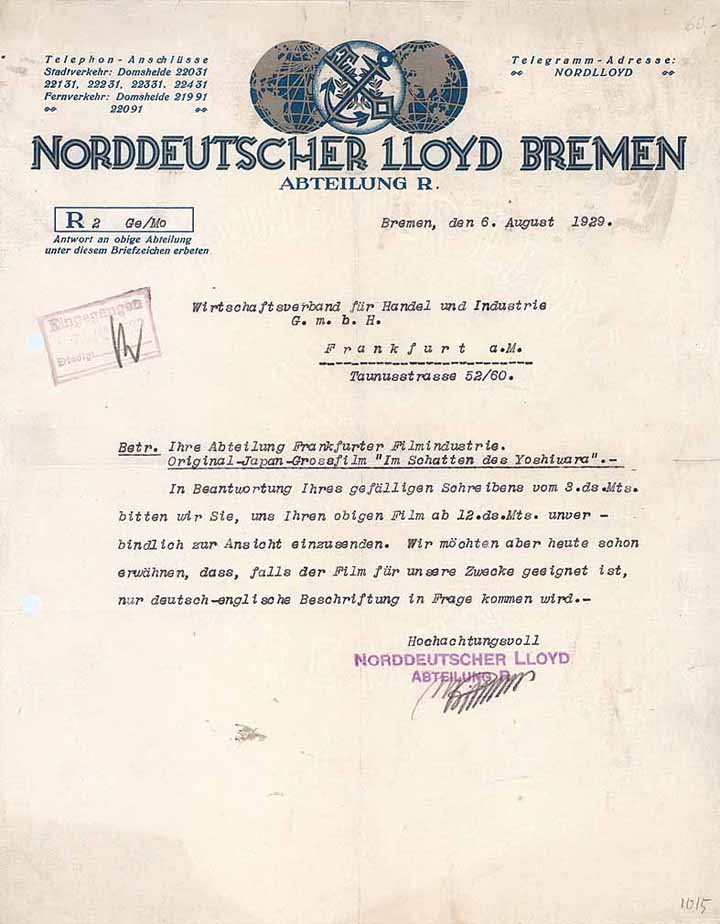 60,-
Telephon-Anschlüsse
Stadtverkehr: Domsheide 22031
22131, 22231, 22331, 22431
Fernverkehr: Domsheide 21991
22091
Telegramm-Adresse:
NORDLLOYD
NORDDEUTSCHER LLOYD BREMEN
ABTEILUNG R.
R 2 Ge/Mo
Antwort an obige Abteilung
unter diesem Briefzeichen erbeten
Bremen, den 6. August 1929.
Eingegangen
Erledigt
Wirtschaftsverband für Handel und Industrie
G. m. b. H.
Frankfurt a.M.
Taunusstrasse 52/60.
Betr. Ihre Abteilung Frankfurter Filmindustrie.
Original-Japan-Grossfilm "Im Schatten des Yoshiwara".-
In Beantwortung Ihres gefälligen Schreibens vom 3.ds.Mts.
bitten wir Sie, uns Ihren obigen Film ab 12.ds.Mts. unver -
bindlich zur Ansicht einzusenden. Wir möchten aber heute schon
erwähnen, dass, falls der Film für unsere Zwecke geeignet ist,
nur deutsch-englische Beschriftung in Frage kommen wird.-
Hochachtungsvoll
NORDDEUTSCHER LLOYD
ABTEILUNG R.
1015